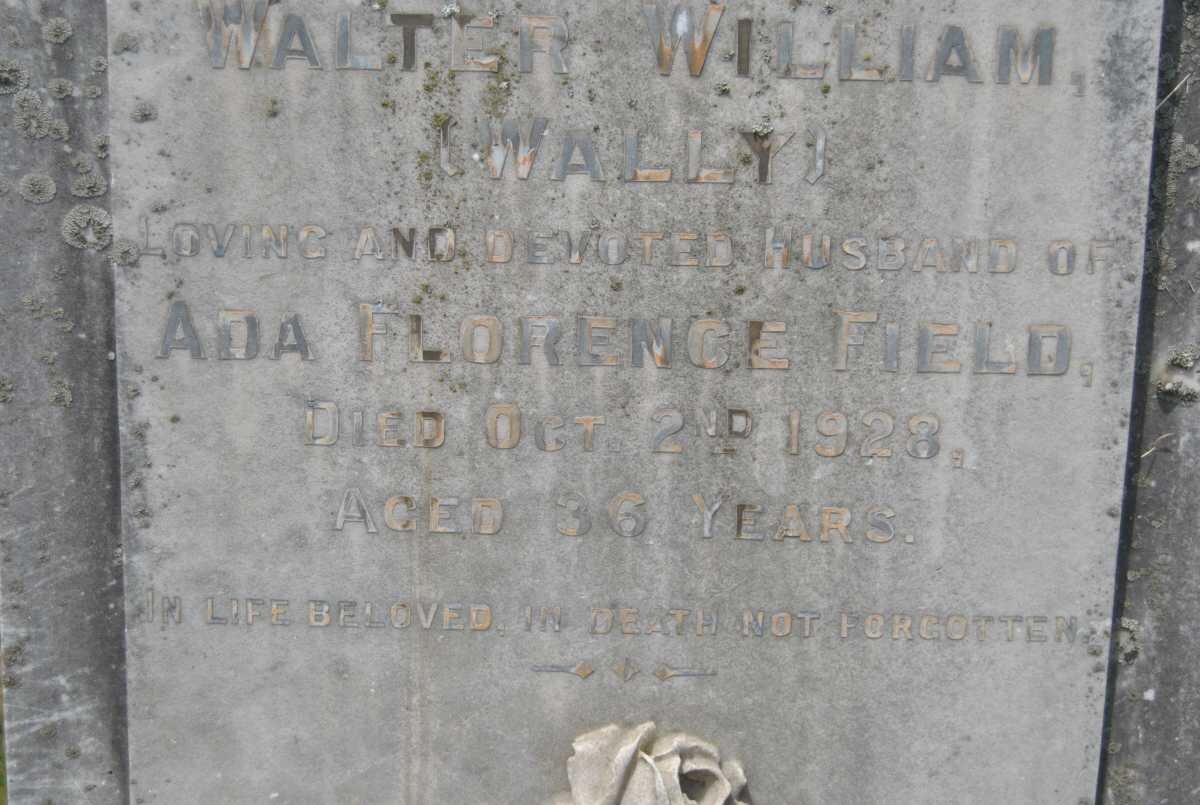 WALTER WILLIAM,
(WALLY)
LOVING AND DEVOTED HUSBAND OF
ADA FLORENCE FIELD,
DIED OCT. 2ND 1928,
AGED 36 YEARS.
IN LIFE BELOVED, IN DEATH NOT FORGOTTEN.